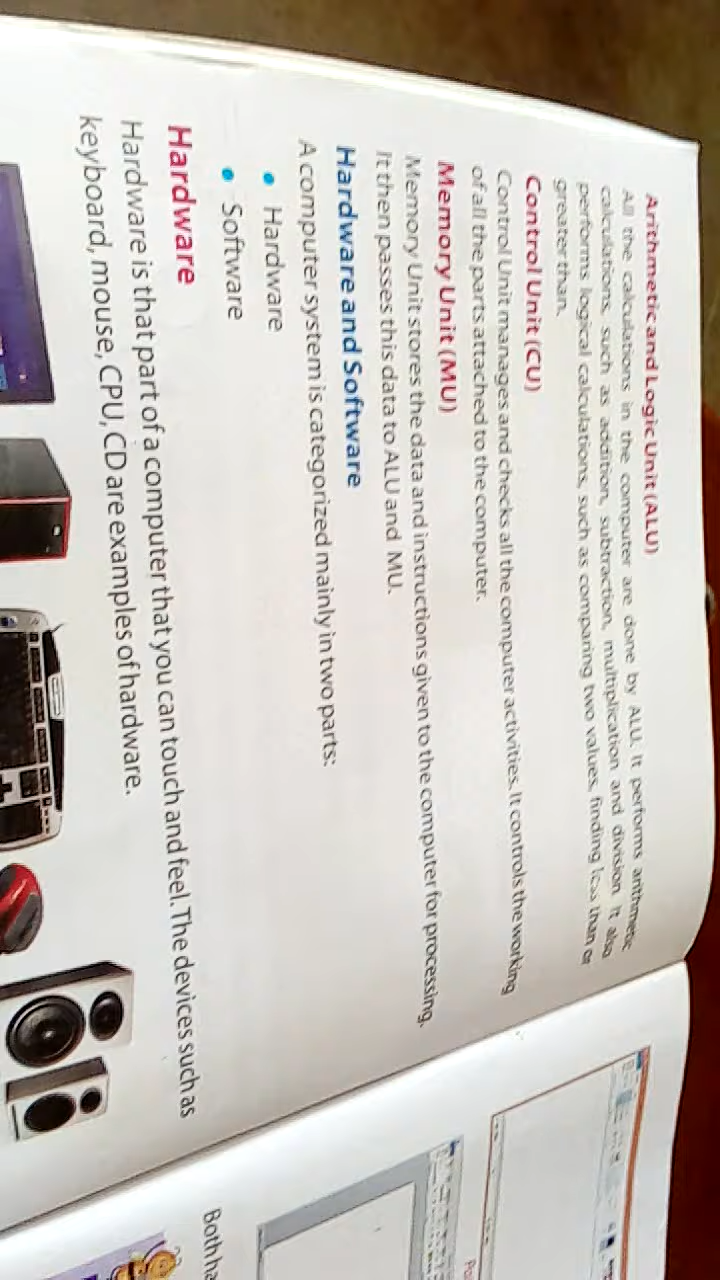 Arithmetic and Logic Unit (ALU)
All the calculations in the computer are done by ALU. It performs arithmetic
calculations, such as addition, subtraction, multiplication and division. It also
performs logical calculations, such as comparing two values, finding less than or
greater than.
Control Unit (CU)
Control Unit manages and checks all the computer activities. It controls the working
of all the parts attached to the computer.
Memory Unit (MU)
Memory Unit stores the data and instructions given to the computer for processing.
It then passes this data to ALU and MU.
Hardware and Software
A computer system is categorized mainly in two parts:
• Hardware
• Software
Hardware
Hardware is that part of a computer that you can touch and feel. The devices such as
keyboard, mouse, CPU, CD are examples of hardware.
Both